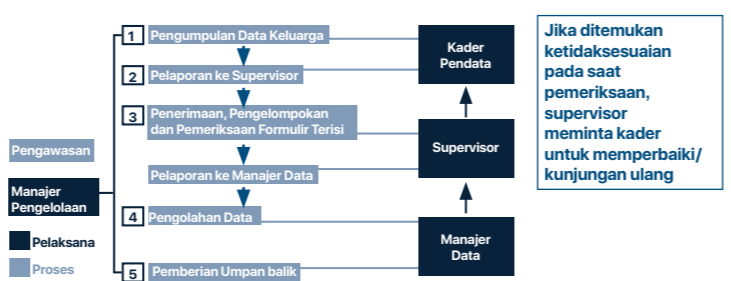 1 Pengumpulan Data Keluarga
2 Pelaporan ke Supervisor
3 Penerimaan, Pengelompokan
dan Pemeriksaan Formulir Terisi
Pelaporan ke Manajer Data
4 Pengolahan Data
5 Pemberian Umpan balik
Pengawasan
Manajer
Pengelolaan
Pelaksana
Proses
Kader
Pendata
Supervisor
Manajer
Data
Jika ditemukan
ketidaksesuaian
pada saat
pemeriksaan,
supervisor
meminta kader
untuk memperbaiki/
kunjungan ulang